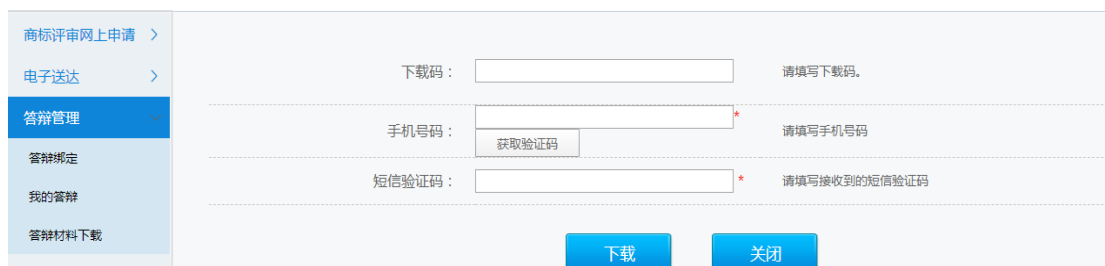 商标评审网上申请 >
电子送达 >
答辩管理
答辩绑定
我的答辩
答辩材料下载
下载码： 请填写下载码。
手机号码： * 请填写手机号码
获取验证码
短信验证码： * 请填写接收到的短信验证码
下载 关闭